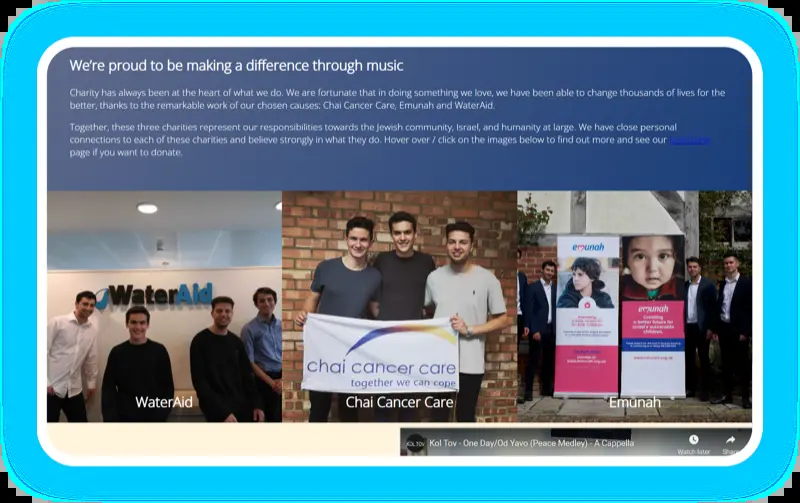 We're proud to be making a difference through music
Charity has always been at the heart of what we do. We are fortunate that in doing something we love, we have been able to change thousands of lives for the
better, thanks to the remarkable work of our chosen causes: Chai Cancer Care, Emunah and WaterAid.
Together, these three charities represent our responsibilities towards the Jewish community, Israel, and humanity at large. We have close personal
connections to each of these charities and believe strongly in what they do. Hover over / click on the images below to find out more and see our
page if you want to donate.
WaterAid
chai cancer care
together we can cope
emunah
emunah
Enabling
a better future for
Israel's vulnerable
children.
WaterAid
Chai Cancer Care
Emunah
KOL TOV
Kol Tov - One Day/Od Yavo (Peace Medley) - A Cappella
Watch later
Share